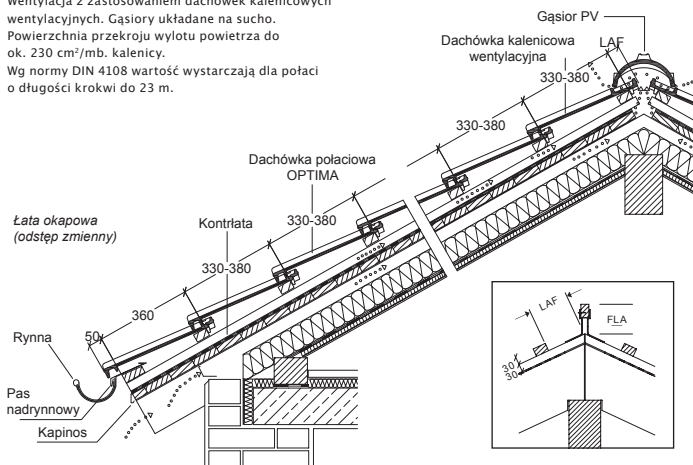 Wentylacja z zastosowaniem dachówek kalenicowych
wentylacyjnych. Gąsiory układane na sucho.
Powierzchnia przekroju wylotu powietrza do
ok. 230 cm²/mb. kalenicy.
Wg normy DIN 4108 wartość wystarczają dla połaci
o długości krokwi do 23 m.
Gąsior PV
Dachówka kalenicowa
wentylacyjna
LAF
330-380
330-380
Dachówka połaciowa
OPTIMA
330-380
Łata okapowa
(odstęp zmienny)
Kontrłata
330-380
360
50
Rynna
Pas
nadrynnowy
Kapinos
LAF
FLA
30
30